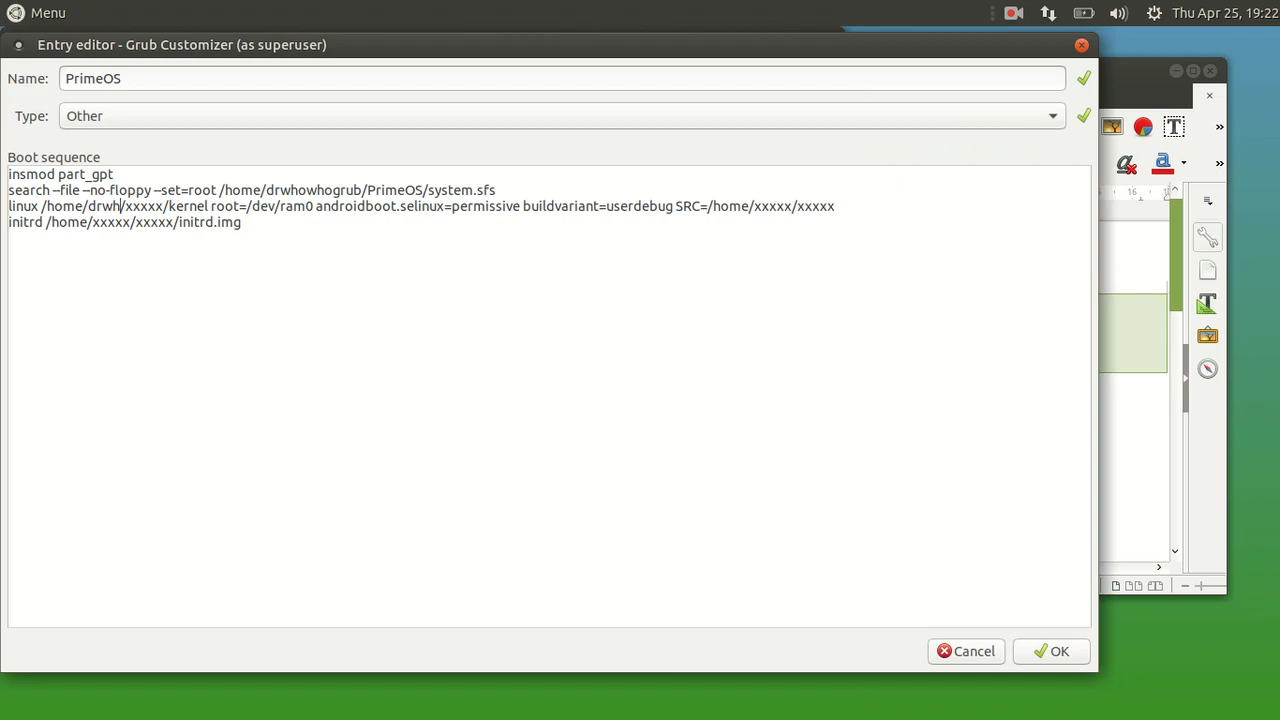 Menu
Thu Apr 25, 19:22
Entry editor - Grub Customizer (as superuser)
Name: PrimeOS
Type: Other
Boot sequence
insmod part_gpt
search --file --no-floppy --set=root /home/drwhowhogrub/PrimeOS/system.sfs
linux /home/drwh/xxxxx/kernel root=/dev/ram0 androidboot.selinux=permissive buildvariant=userdebug SRC=/home/xxxxx/xxxxx
initrd /home/xxxxx/xxxxx/initrd.img
16
Cancel OK